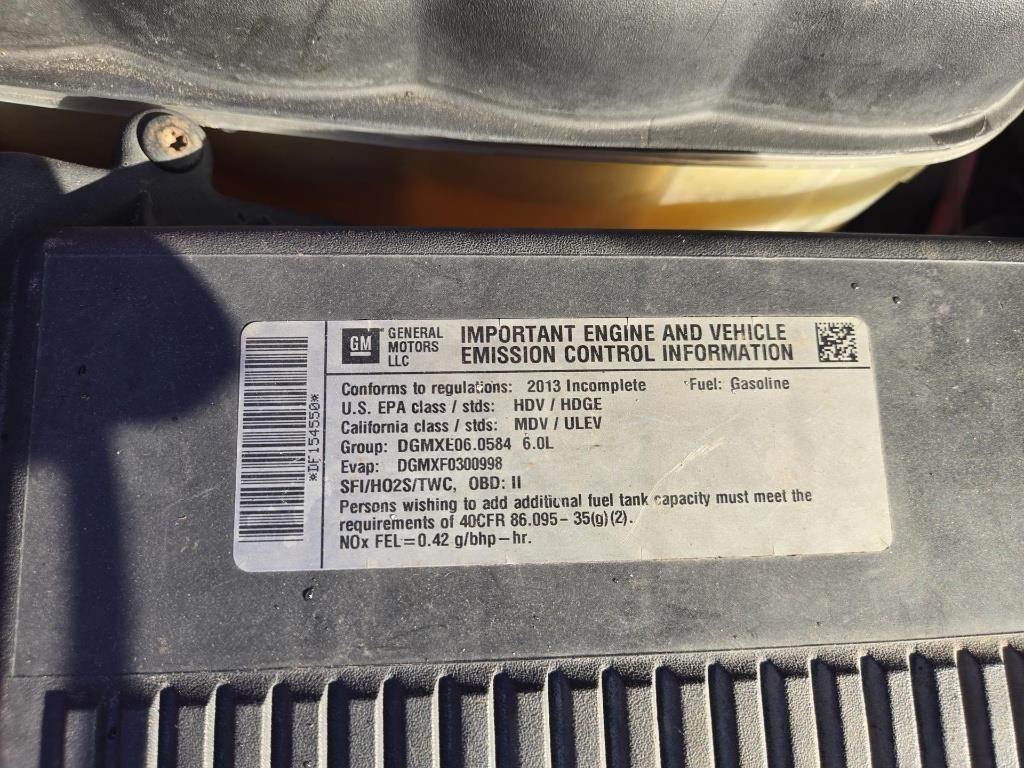 *DF154550*
GM
GENERAL
MOTORS
LLC
IMPORTANT ENGINE AND VEHICLE
EMISSION CONTROL INFORMATION
Conforms to regulations: 2013 Incomplete Fuel: Gasoline
U.S. EPA class / stds: HDV / HDGE
California class / stds: MDV / ULEV
Group: DGMXE06.0584 6.0L
Evap: DGMXF0300998
SFI/HO2S/TWC, OBD: II
Persons wishing to add additional fuel tank capacity must meet the
requirements of 40CFR 86.095-35(g)(2).
NOx FEL=0.42 g/bhp-hr.